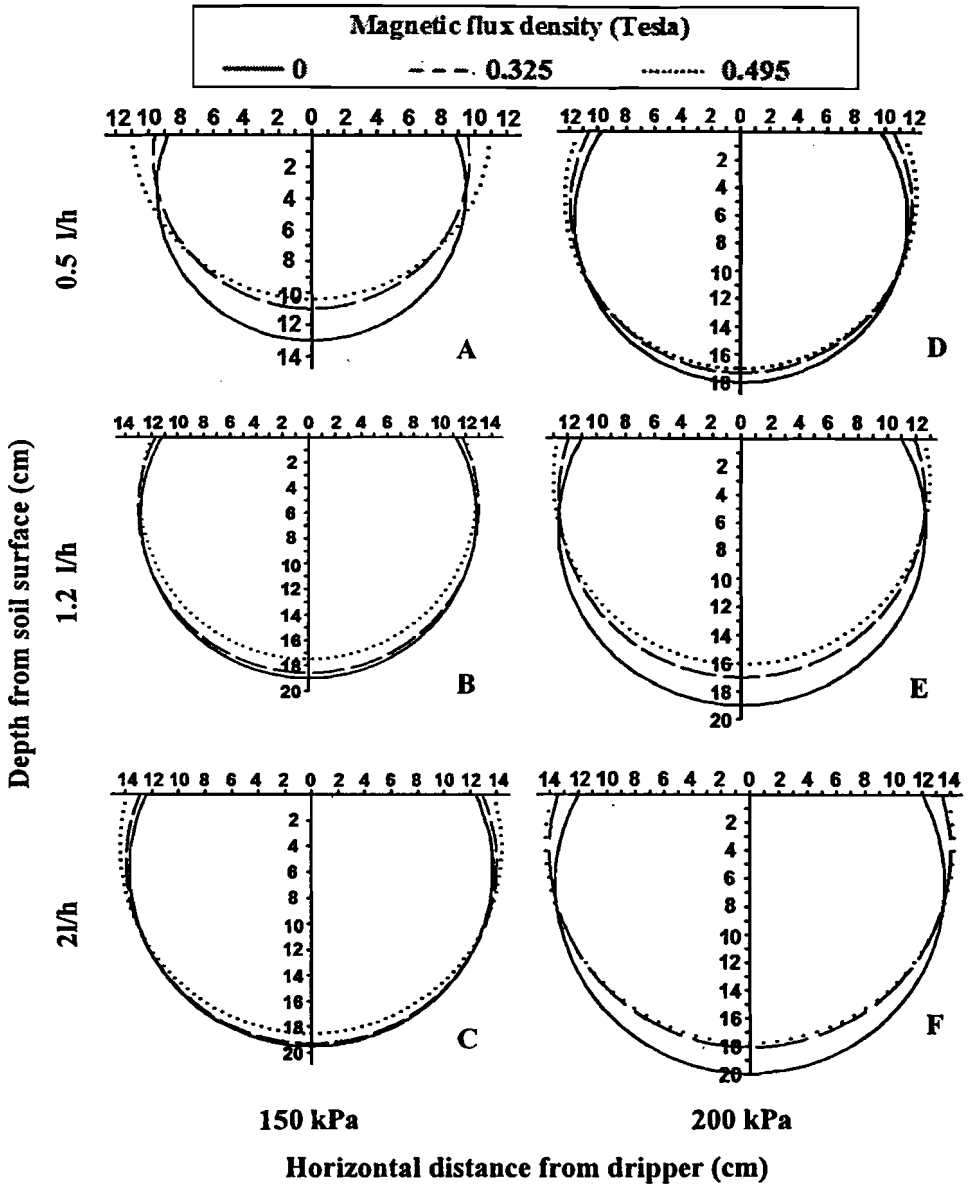 Magnetic flux density (Tesla)
0 0.325 0.495
12 10 8 6 4 2 0 2 4 6 8 10 12
2
4
6
8
10
12
14
A
12 10 8 6 4 2 0 2 4 6 8 10 12
2
4
6
8
10
11
13
14
16
17
18
D
0.5 l/h
14 12 10 8 6 4 2 0 2 4 6 8 10 12 14
2
4
6
8
10
12
14
16
18
20
B
12 10 8 6 4 2 0 2 4 6 8 10 12
2
4
6
8
10
12
14
16
18
20
E
1.2 l/h
14 12 10 8 6 4 2 0 2 4 6 8 10 12 14
2
4
6
8
10
12
14
16
18
20
C
14 12 10 8 6 4 2 0 2 4 6 8 10 12 14
2
4
6
8
10
12
14
16
18
20
F
2l/h
Depth from soil surface (cm)
150 kPa 200 kPa
Horizontal distance from dripper (cm)